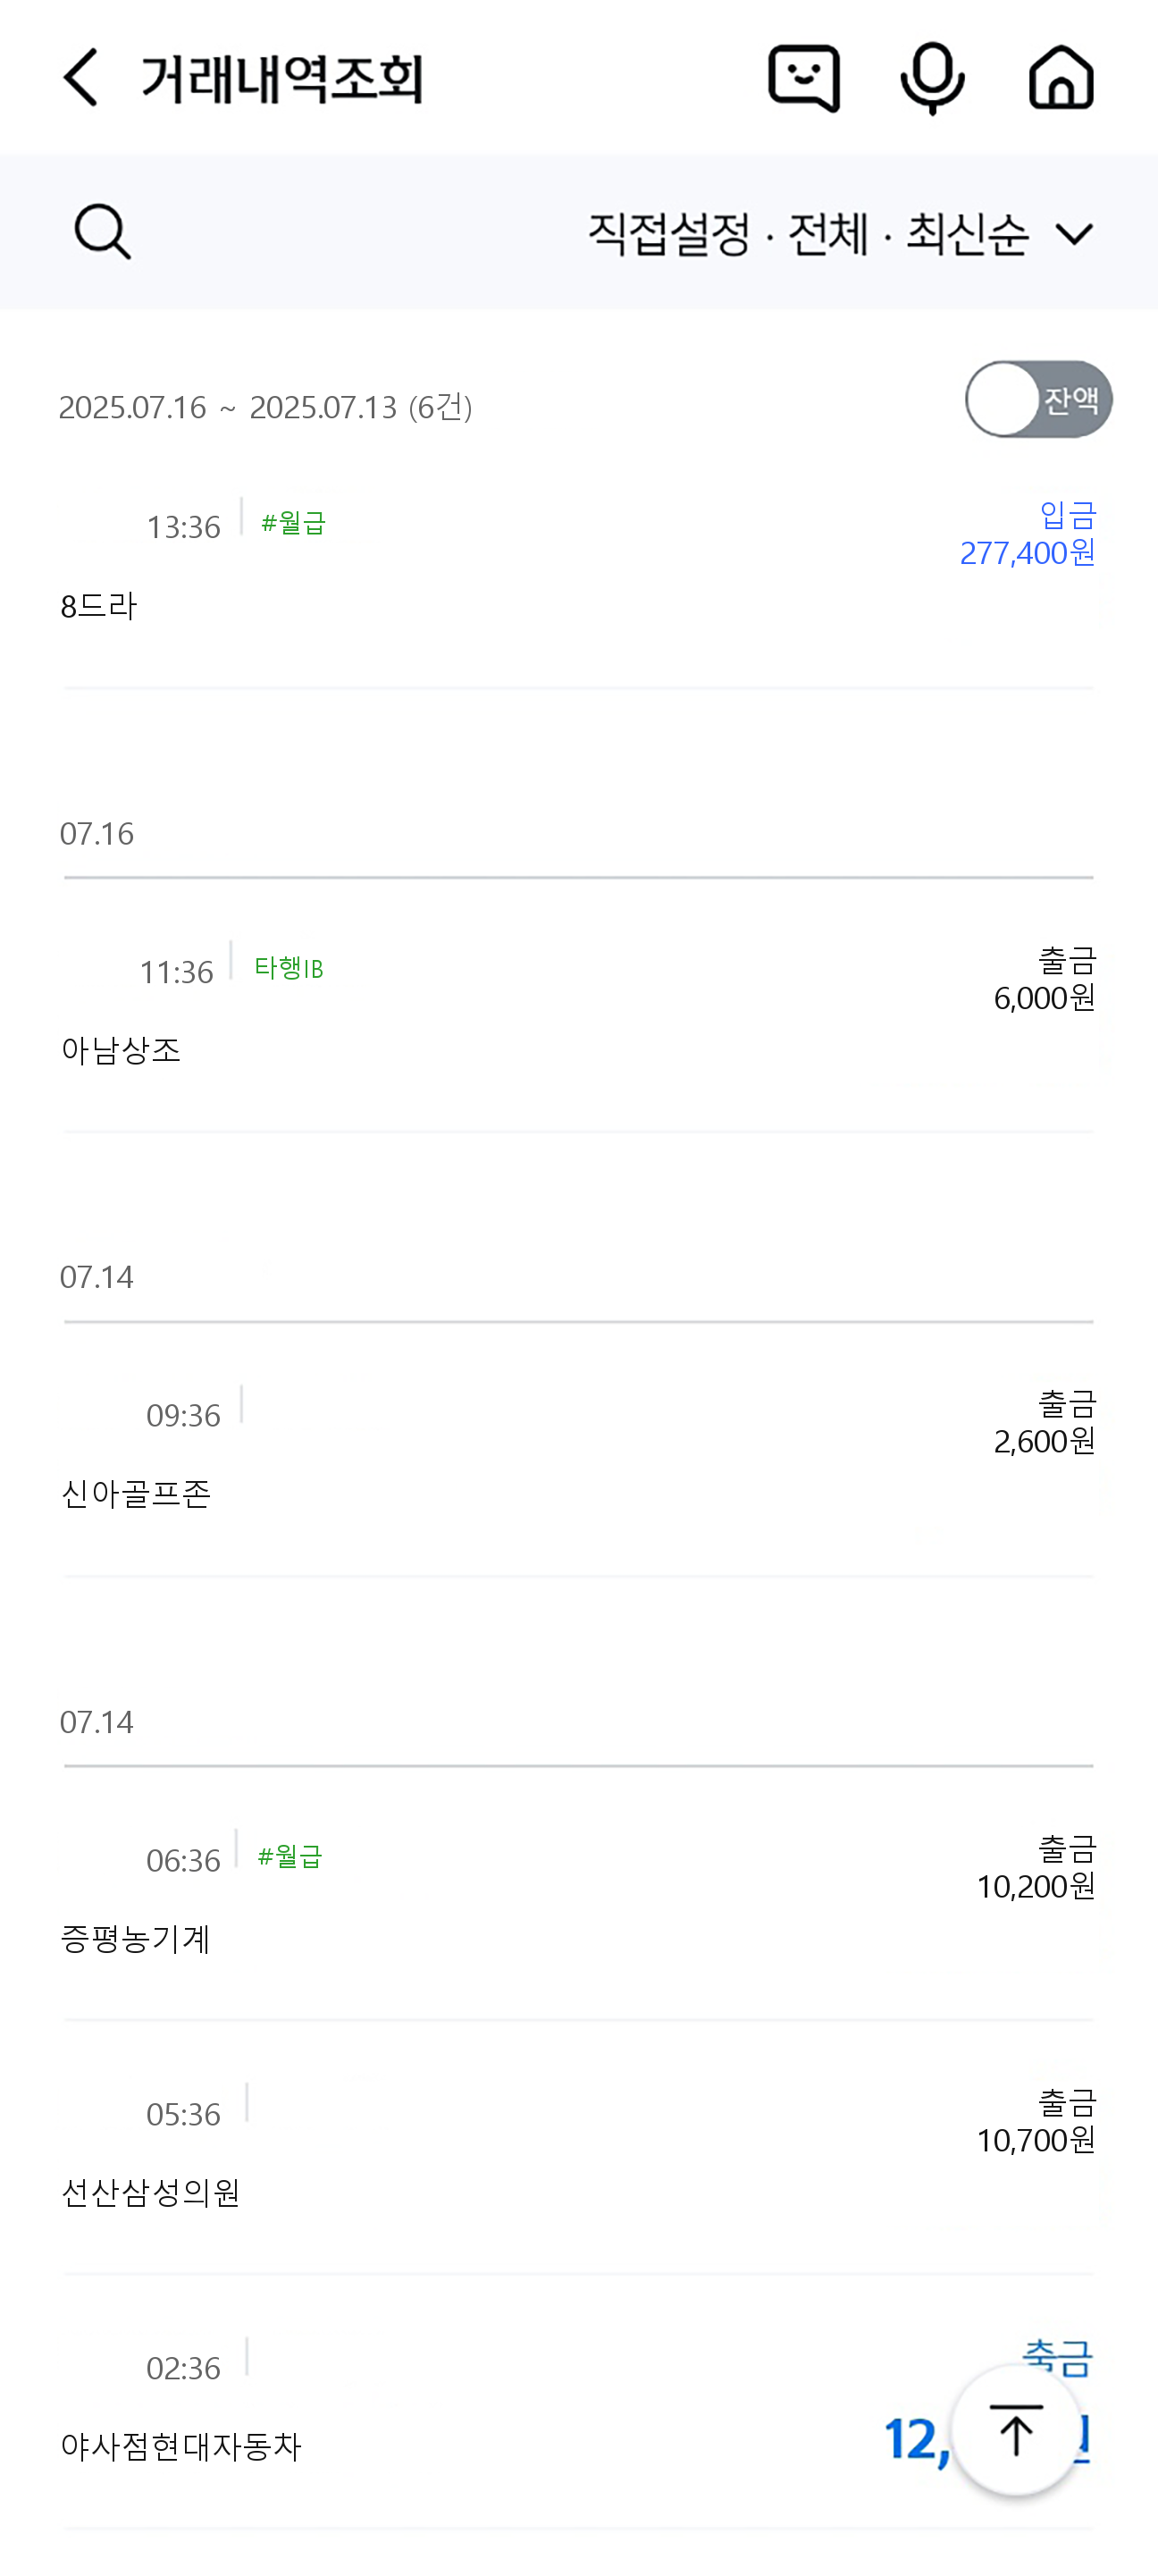 거래내역조회
직접설정 · 전체 · 최신순
2025.07.16 ~ 2025.07.13 (6건)
잔액
13:36 #월급
입금
277,400원
8드라
07.16
11:36 타행IB
출금
6,000원
아남상조
07.14
09:36
출금
2,600원
신아골프존
07.14
06:36 #월급
출금
10,200원
증평농기계
05:36
출금
10,700원
선산삼성의원
02:36
출금
12,
야사점현대자동차